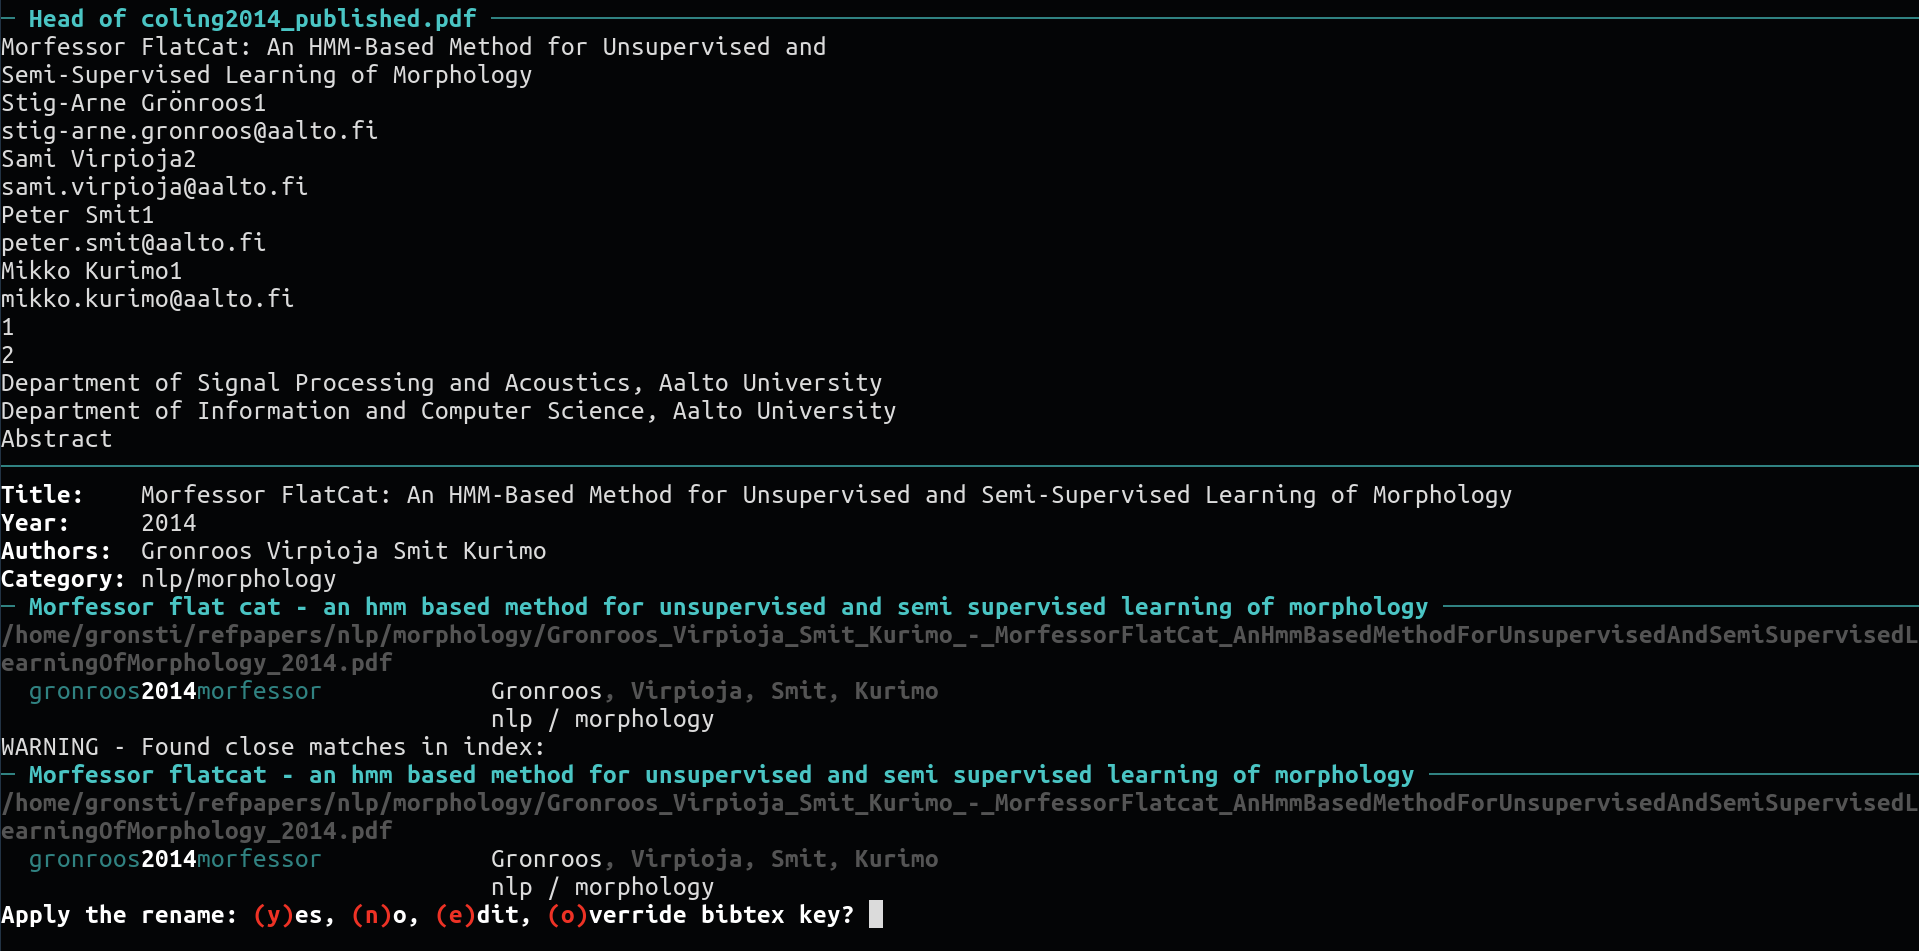 Head of coling2014_published.pdf
Morfessor FlatCat: An HMM-Based Method for Unsupervised and
Semi-Supervised Learning of Morphology
Stig-Arne Grönroos1
stig-arne.gronroos@aalto.fi
Sami Virpioja2
sami.virpioja@aalto.fi
Peter Smit1
peter.smit@aalto.fi
Mikko Kurimo1
mikko.kurimo@aalto.fi
1
2
Department of Signal Processing and Acoustics, Aalto University
Department of Information and Computer Science, Aalto University
Abstract
Title:    Morfessor FlatCat: An HMM-Based Method for Unsupervised and Semi-Supervised Learning of Morphology
Year:     2014
Authors:  Gronroos Virpioja Smit Kurimo
Category: nlp/morphology
Morfessor flat cat - an hmm based method for unsupervised and semi supervised learning of morphology
/home/gronsti/refpapers/nlp/morphology/Gronroos_Virpioja_Smit_Kurimo_-_MorfessorFlatCat_AnHmmBasedMethodForUnsupervisedAndSemiSupervisedL
earningOfMorphology_2014.pdf
gronroos2014morfessor            Gronroos, Virpioja, Smit, Kurimo
nlp / morphology
WARNING - Found close matches in index:
Morfessor flatcat - an hmm based method for unsupervised and semi supervised learning of morphology
/home/gronsti/refpapers/nlp/morphology/Gronroos_Virpioja_Smit_Kurimo_-_MorfessorFlatcat_AnHmmBasedMethodForUnsupervisedAndSemiSupervisedL
earningOfMorphology_2014.pdf
gronroos2014morfessor            Gronroos, Virpioja, Smit, Kurimo
nlp / morphology
Apply the rename: (y)es, (n)o, (e)dit, (o)verride bibtex key?